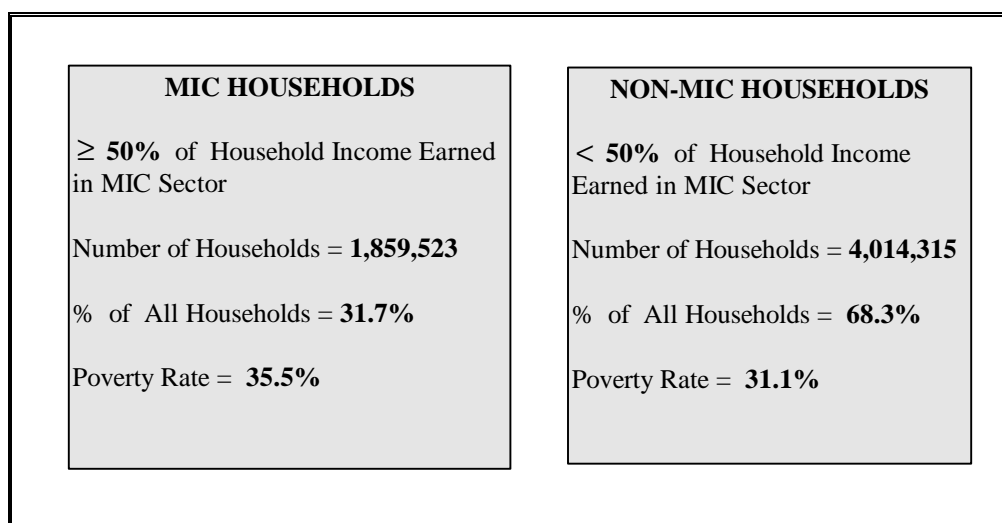 MIC HOUSEHOLDS
≥ 50% of Household Income Earned
in MIC Sector
Number of Households = 1,859,523
% of All Households = 31.7%
Poverty Rate = 35.5%
NON-MIC HOUSEHOLDS
< 50% of Household Income
Earned in MIC Sector
Number of Households = 4,014,315
% of All Households = 68.3%
Poverty Rate = 31.1%